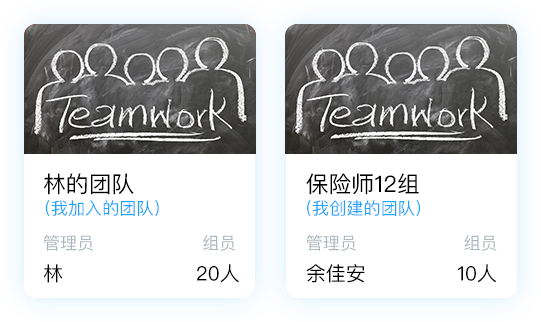 Teamwork
林的团队
（我加入的团队）
管理员 组员
林 20人
Teamwork
保险师12组
（我创建的团队）
管理员 组员
余佳安 10人